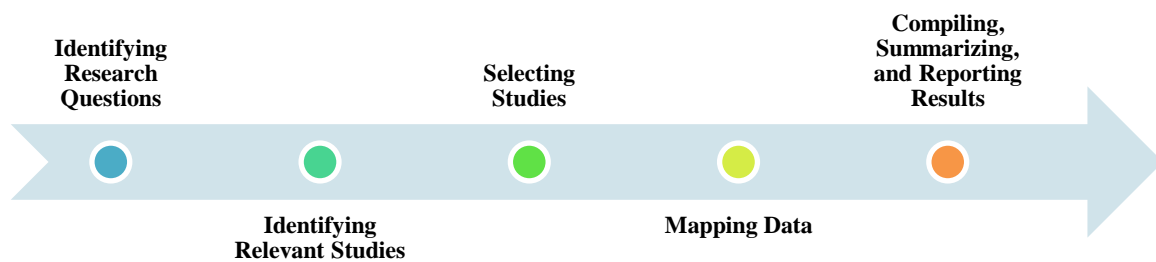 Identifying
Research
Questions
Identifying
Relevant Studies
Selecting
Studies
Mapping Data
Compiling,
Summarizing,
and Reporting
Results